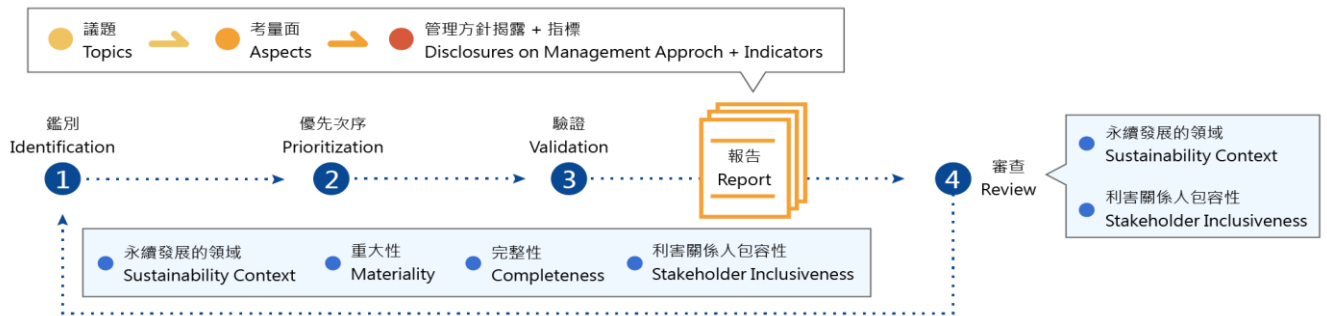 議題
Topics
考量面
Aspects
管理方針揭露 + 指標
Disclosures on Management Approch + Indicators
鑑別
Identification
1
優先次序
Prioritization
2
驗證
Validation
3
報告
Report
4
審查
Review
永續發展的領域
Sustainability Context
利害關係人包容性
Stakeholder Inclusiveness
永續發展的領域
Sustainability Context
重大性
Materiality
完整性
Completeness
利害關係人包容性
Stakeholder Inclusiveness